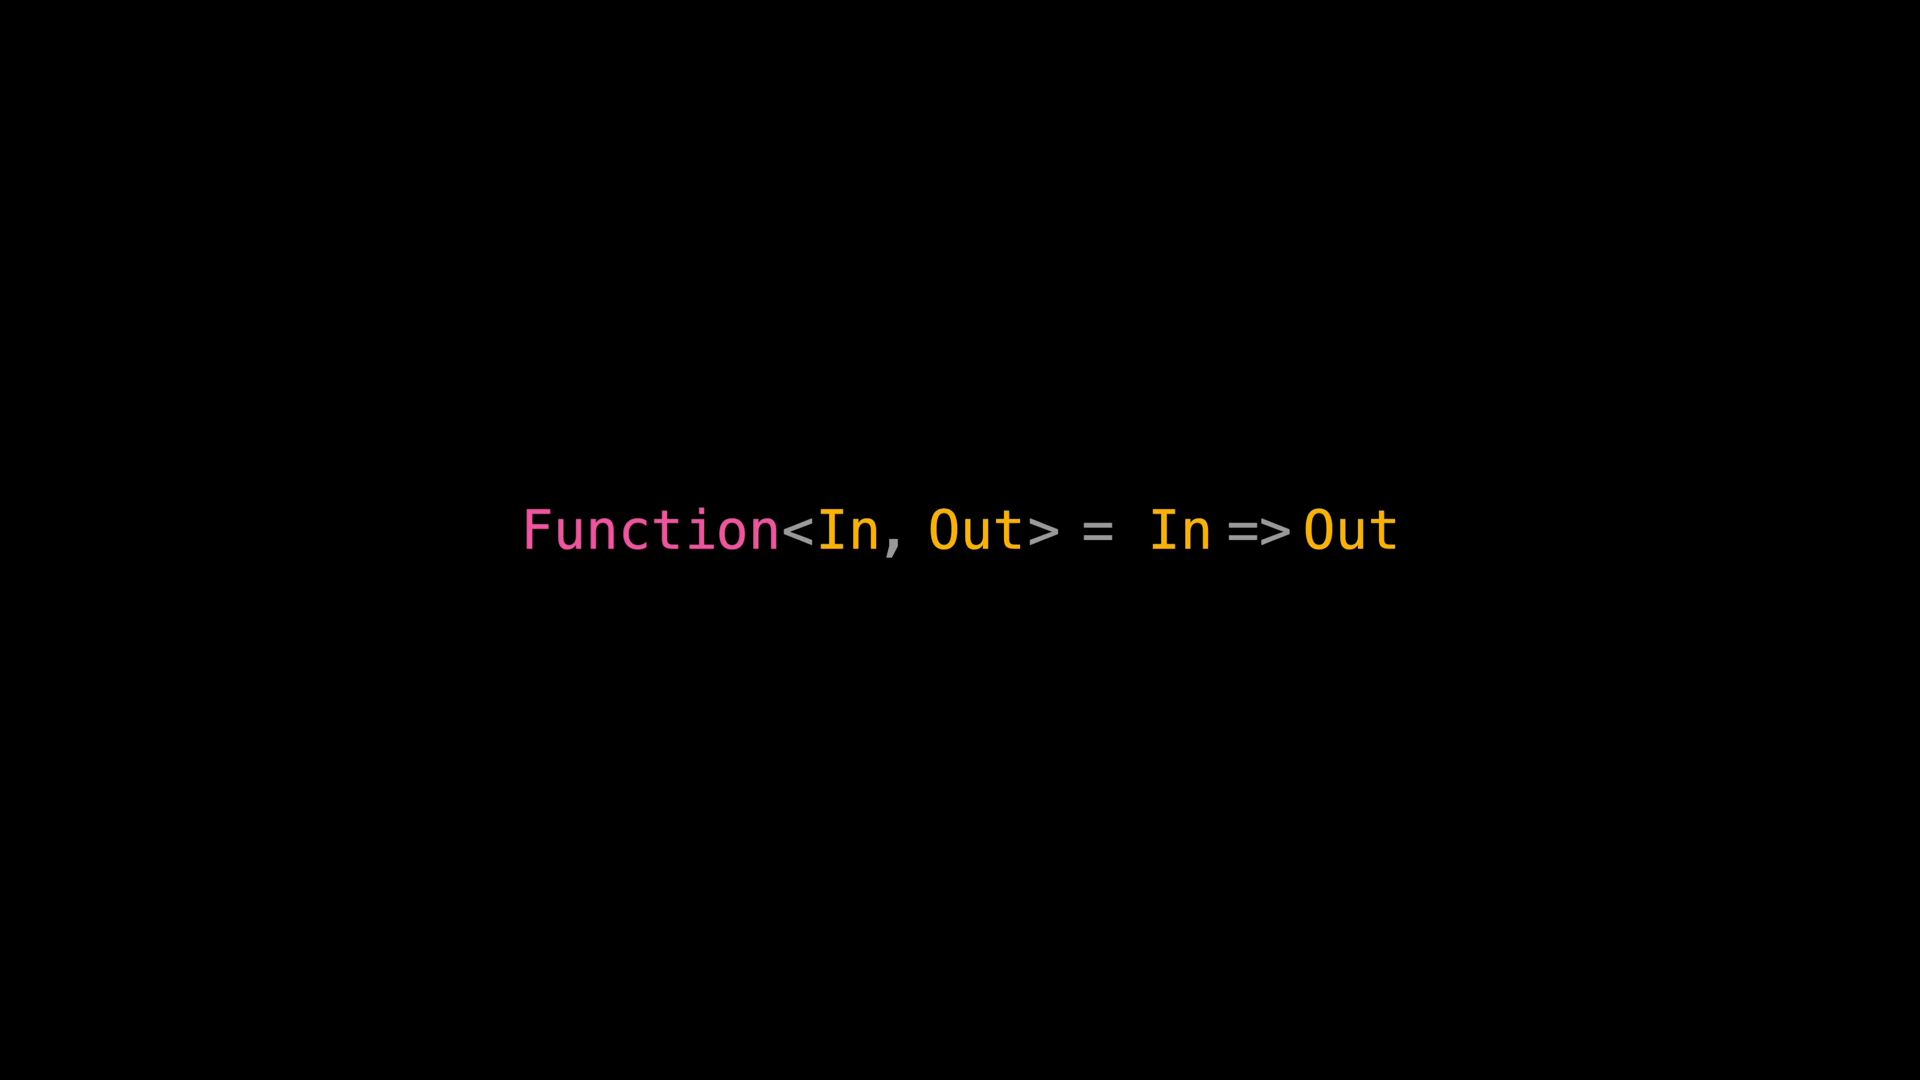 Function<In, Out> = In => Out